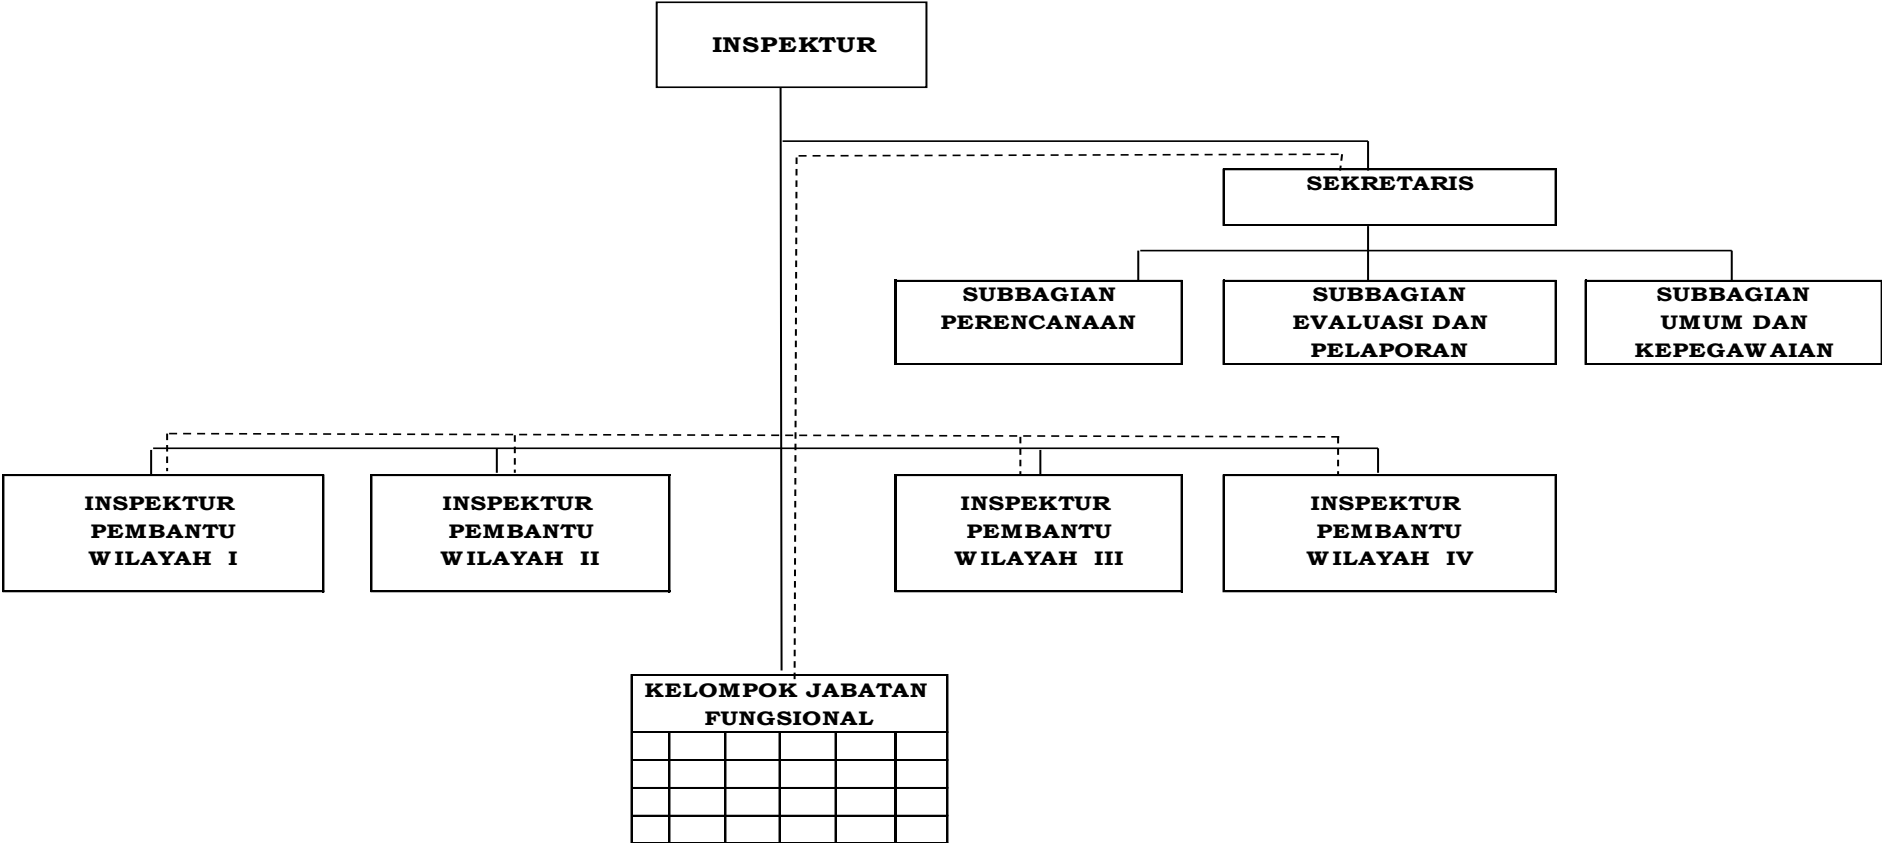 INSPEKTUR
SEKRETARIS
SUBBAGIAN
PERENCANAAN
SUBBAGIAN
EVALUASI DAN
PELAPORAN
SUBBAGIAN
UMUM DAN
KEPEGAWAIAN
INSPEKTUR
PEMBANTU
WILAYAH I
INSPEKTUR
PEMBANTU
WILAYAH II
INSPEKTUR
PEMBANTU
WILAYAH III
INSPEKTUR
PEMBANTU
WILAYAH IV
KELOMPOK JABATAN
FUNGSIONAL